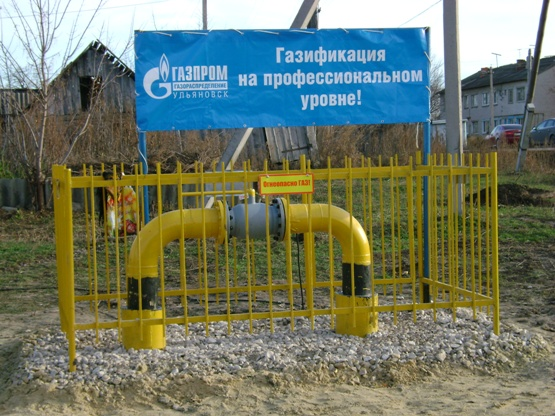 ГАЗПРОМ
ГАЗОРАСПРЕДЕЛЕНИЕ
УЛЬЯНОВСК
Газификация
на профессиональном
уровне!
Огнеопасно ГАЗ!